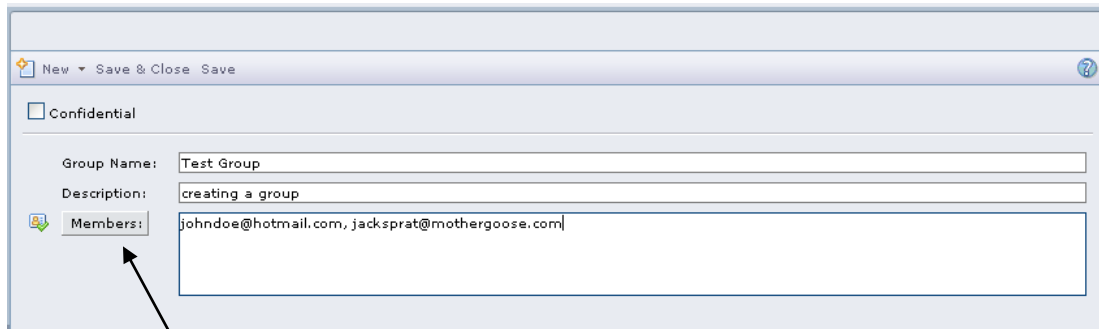 New Save & Close Save
Confidential
Group Name: Test Group
Description: creating a group
Members: johndoe@hotmail.com, jacksprat@mothergoose.com